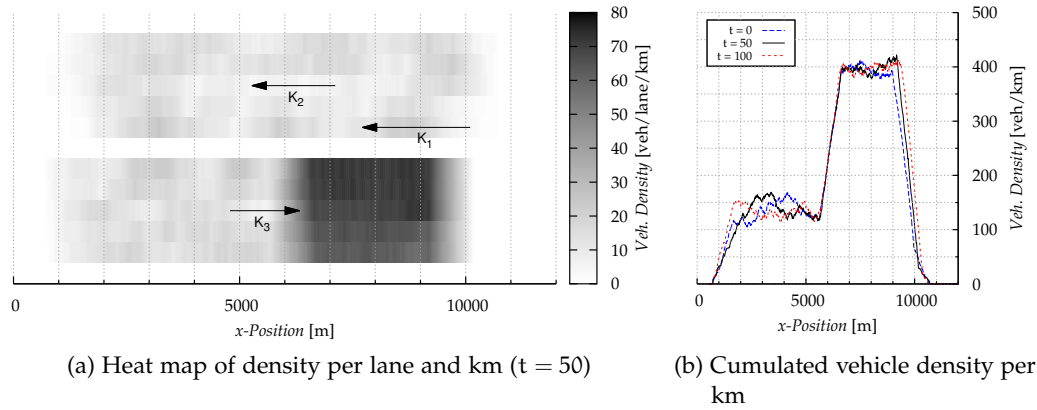 K2
K1
K3
0
5000
10000
x-Position [m]
80
70
60
50
40
30
20
10
0
Veh. Density [veh/lane/km]
(a) Heat map of density per lane and km (t = 50)
t = 0
t = 50
t = 100
500
400
300
200
100
0
Veh. Density [veh/km]
0
5000
10000
x-Position [m]
(b) Cumulated vehicle density per
km